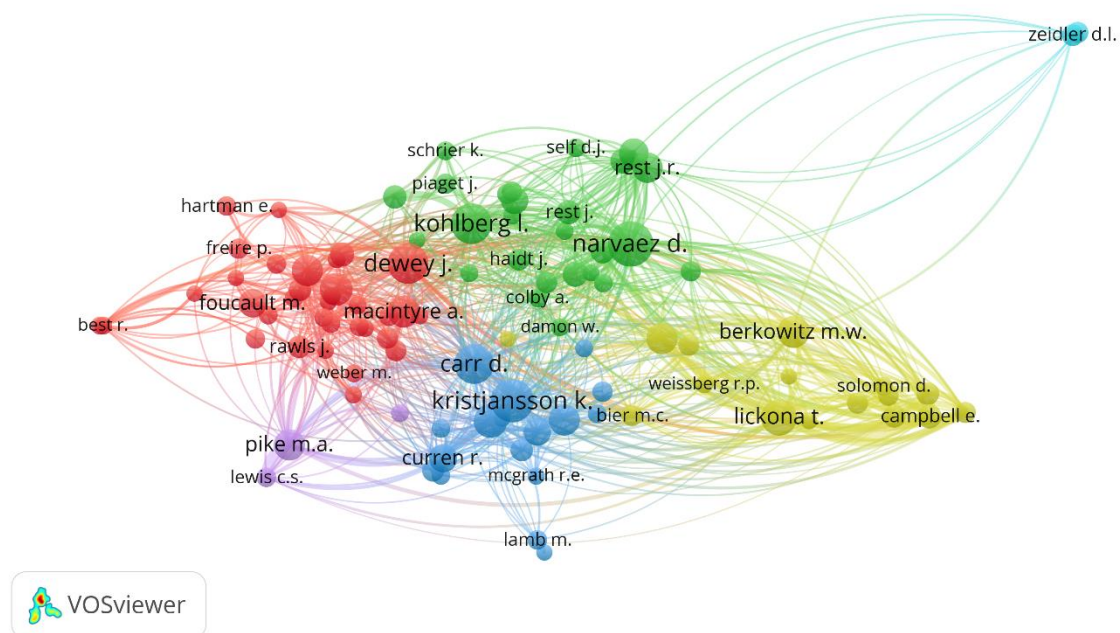 zeidler d.l.
schrier k.
self d.j.
rest j.r.
piaget j.
hartman e.
rest j.
kohlberg l.
narvaez d.
freire p.
dewey j.
haidt j.
colby a.
foucault m.
macintyre a.
best r.
damon w.
berkowitz m.w.
rawls j.
weber m.
carr d.
weissberg r.p.
solomon d.
kristjansson k.
bier m.c.
lickona t.
campbell e.
pike m.a.
curren r.
lewis c.s.
mcgrath r.e.
lamb m.
VOSviewer